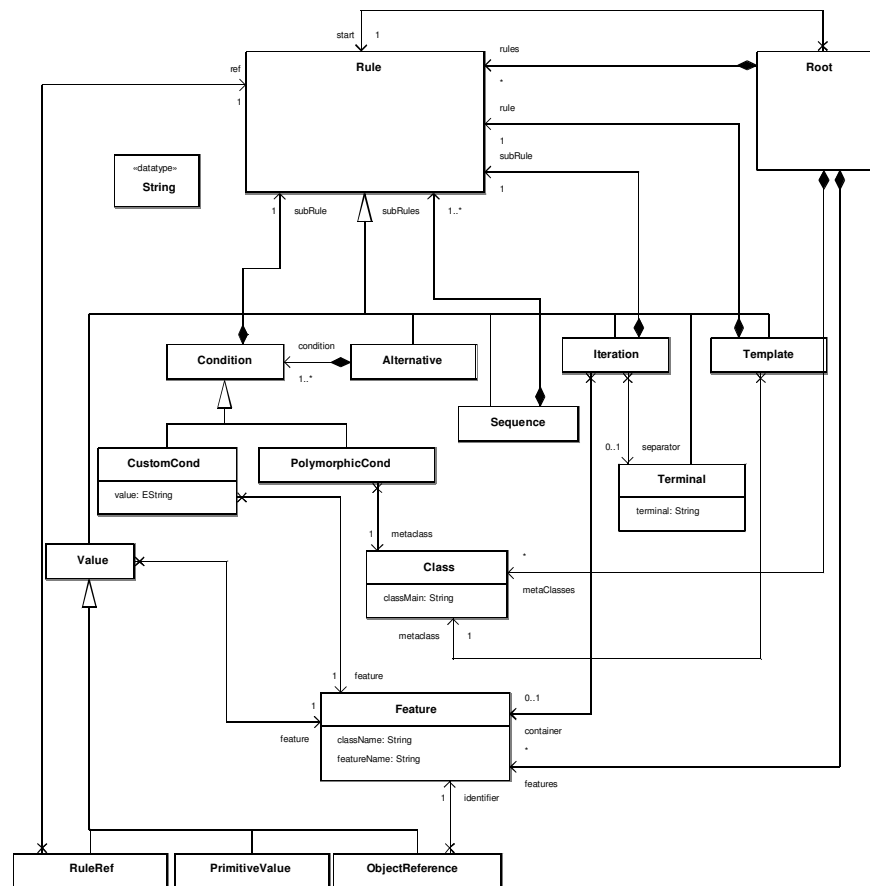 start
1
rules
Rule
Root
ref
*
1
rule
1
«datatype»
String
subRule
1
1
subRule
subRules
1..*
condition
Condition
Alternative
Iteration
Template
1..*
Sequence
0..1
separator
CustomCond
PolymorphicCond
Terminal
value: EString
terminal: String
1
metaclass
*
Value
Class
metaClasses
classMain: String
metaclass
1
1
feature
1
0..1
Feature
feature
container
className: String
*
featureName: String
features
1
identifier
RuleRef
PrimitiveValue
ObjectReference